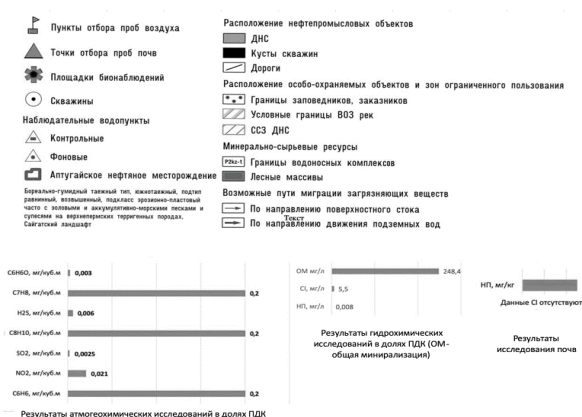 Пункты отбора проб воздуха
Точки отбора проб почв
Площадки бионаблюдений
Скважины
Наблюдательные водопункты
Контрольные
Фоновые
Аптугайское нефтяное месторождение
Бореально-гумидный таежный тип, южнотаежный, подтип
равнинный, возвышенный, подкласс эрозионно-пластовый
часто с эоловыми и аккумулятивно-морскими песками и
супесями на верхнепермских терригенных породах,
Сайгатский ландшафт
Расположение нефтепромысловых объектов
ДНС
Кусты скважин
Дороги
Расположение особо-охраняемых объектов и зон ограниченного пользования
Границы заповедников, заказников
Условные границы ВОЗ рек
ССЗ ДНС
Минерально-сырьевые ресурсы
P2kz-1 Границы водоносных комплексов
Лесные массивы
Возможные пути миграции загрязняющих веществ
По направлению поверхностного стока
Текст
По направлению движения подземных вод
C6H6O, мг/куб.м 0,003
C7H8, мг/куб.м 0,2
H2S, мг/куб.м 0,006
C8H10, мг/куб.м 0,2
SO2, мг/куб.м 0,0025
NO2, мг/куб.м 0,021
C6H6, мг/куб.м 0,2
Результаты атмогеохимических исследований в долях ПДК
ОМ мг/л 248,4
Cl, мг/л 5,5
НП, мг/л 0,008
Результаты гидрохимических
исследований в долях ПДК (ОМ-
общая минирализация)
НП, мг/кг
Данные Cl отсутствуют
Результаты
исследования почв